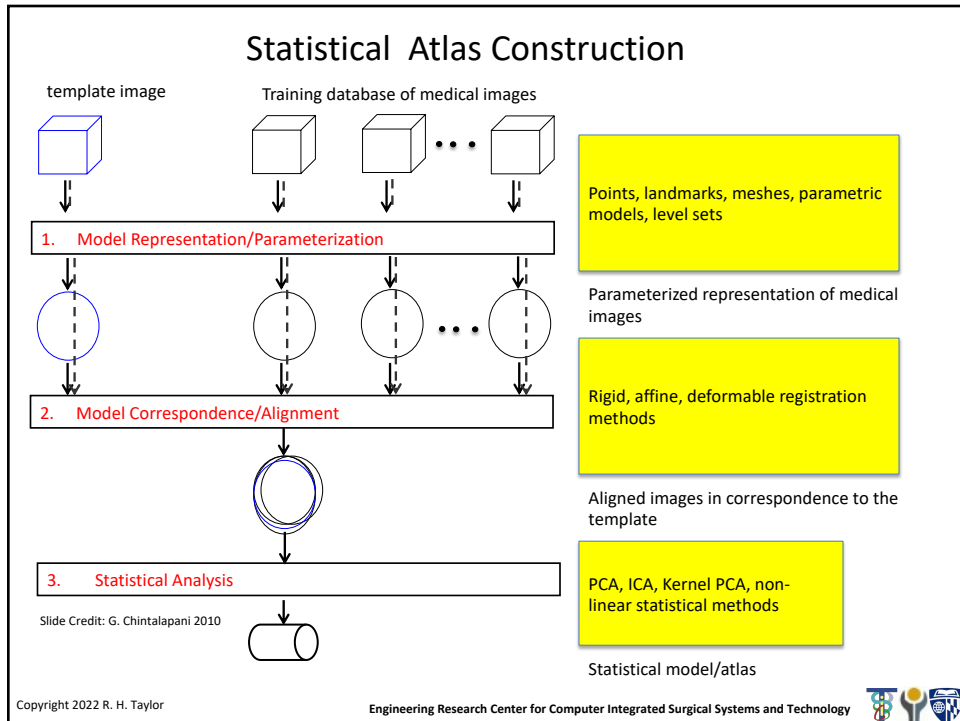 Statistical Atlas Construction
template image
Training database of medical images
Points, landmarks, meshes, parametric
models, level sets
1. Model Representation/Parameterization
Parameterized representation of medical
images
Rigid, affine, deformable registration
methods
2. Model Correspondence/Alignment
Aligned images in correspondence to the
template
3. Statistical Analysis
PCA, ICA, Kernel PCA, non-
linear statistical methods
Slide Credit: G. Chintalapani 2010
Statistical model/atlas
Copyright 2022 R. H. Taylor
Engineering Research Center for Computer Integrated Surgical Systems and Technology